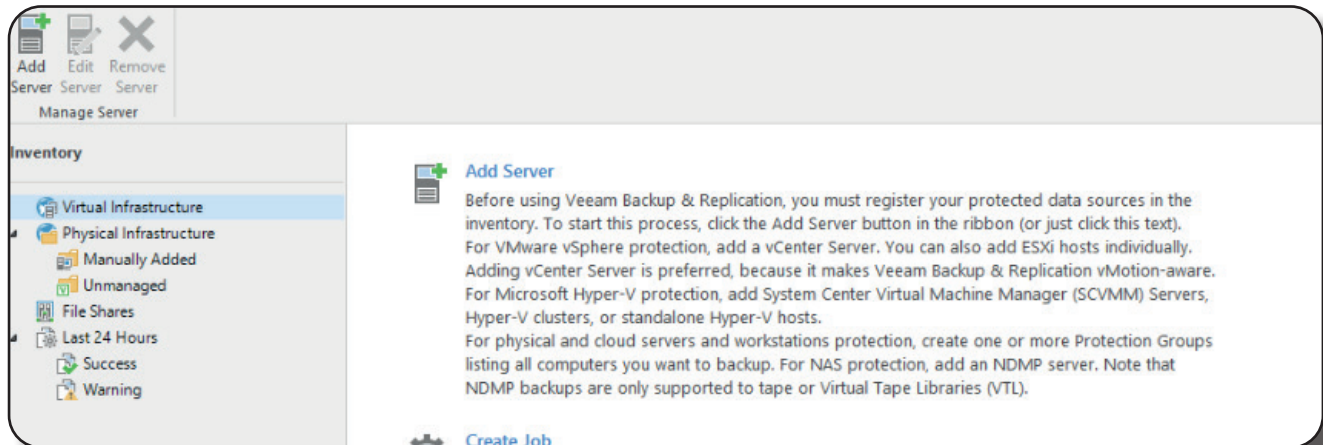 Add Edit Remove
Server Server Server
Manage Server
Inventory
Virtual Infrastructure
Physical Infrastructure
Manually Added
Unmanaged
File Shares
Last 24 Hours
Success
Warning
Add Server
Before using Veeam Backup & Replication, you must register your protected data sources in the
inventory. To start this process, click the Add Server button in the ribbon (or just click this text).
For VMware vSphere protection, add a vCenter Server. You can also add ESXi hosts individually.
Adding vCenter Server is preferred, because it makes Veeam Backup & Replication vMotion-aware.
For Microsoft Hyper-V protection, add System Center Virtual Machine Manager (SCVMM) Servers,
Hyper-V clusters, or standalone Hyper-V hosts.
For physical and cloud servers and workstations protection, create one or more Protection Groups
listing all computers you want to backup. For NAS protection, add an NDMP server. Note that
NDMP backups are only supported to tape or Virtual Tape Libraries (VTL).
Create Job